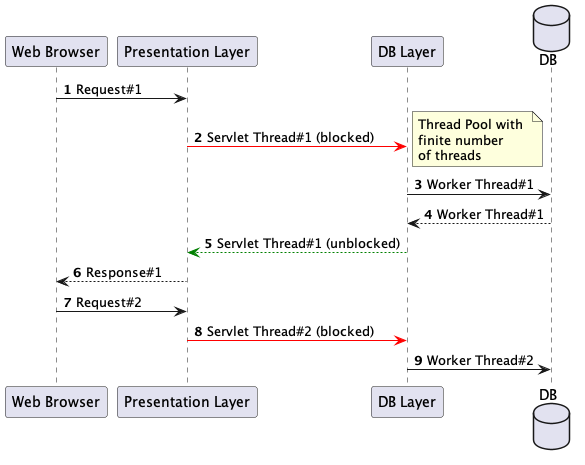 DB
Web Browser
Presentation Layer
DB Layer
1 Request#1
Thread Pool with
finite number
of threads
2 Servlet Thread#1 (blocked)
3 Worker Thread#1
4 Worker Thread#1
5 Servlet Thread#1 (unblocked)
6 Response#1
7 Request#2
8 Servlet Thread#2 (blocked)
9 Worker Thread#2
Web Browser
Presentation Layer
DB Layer
DB